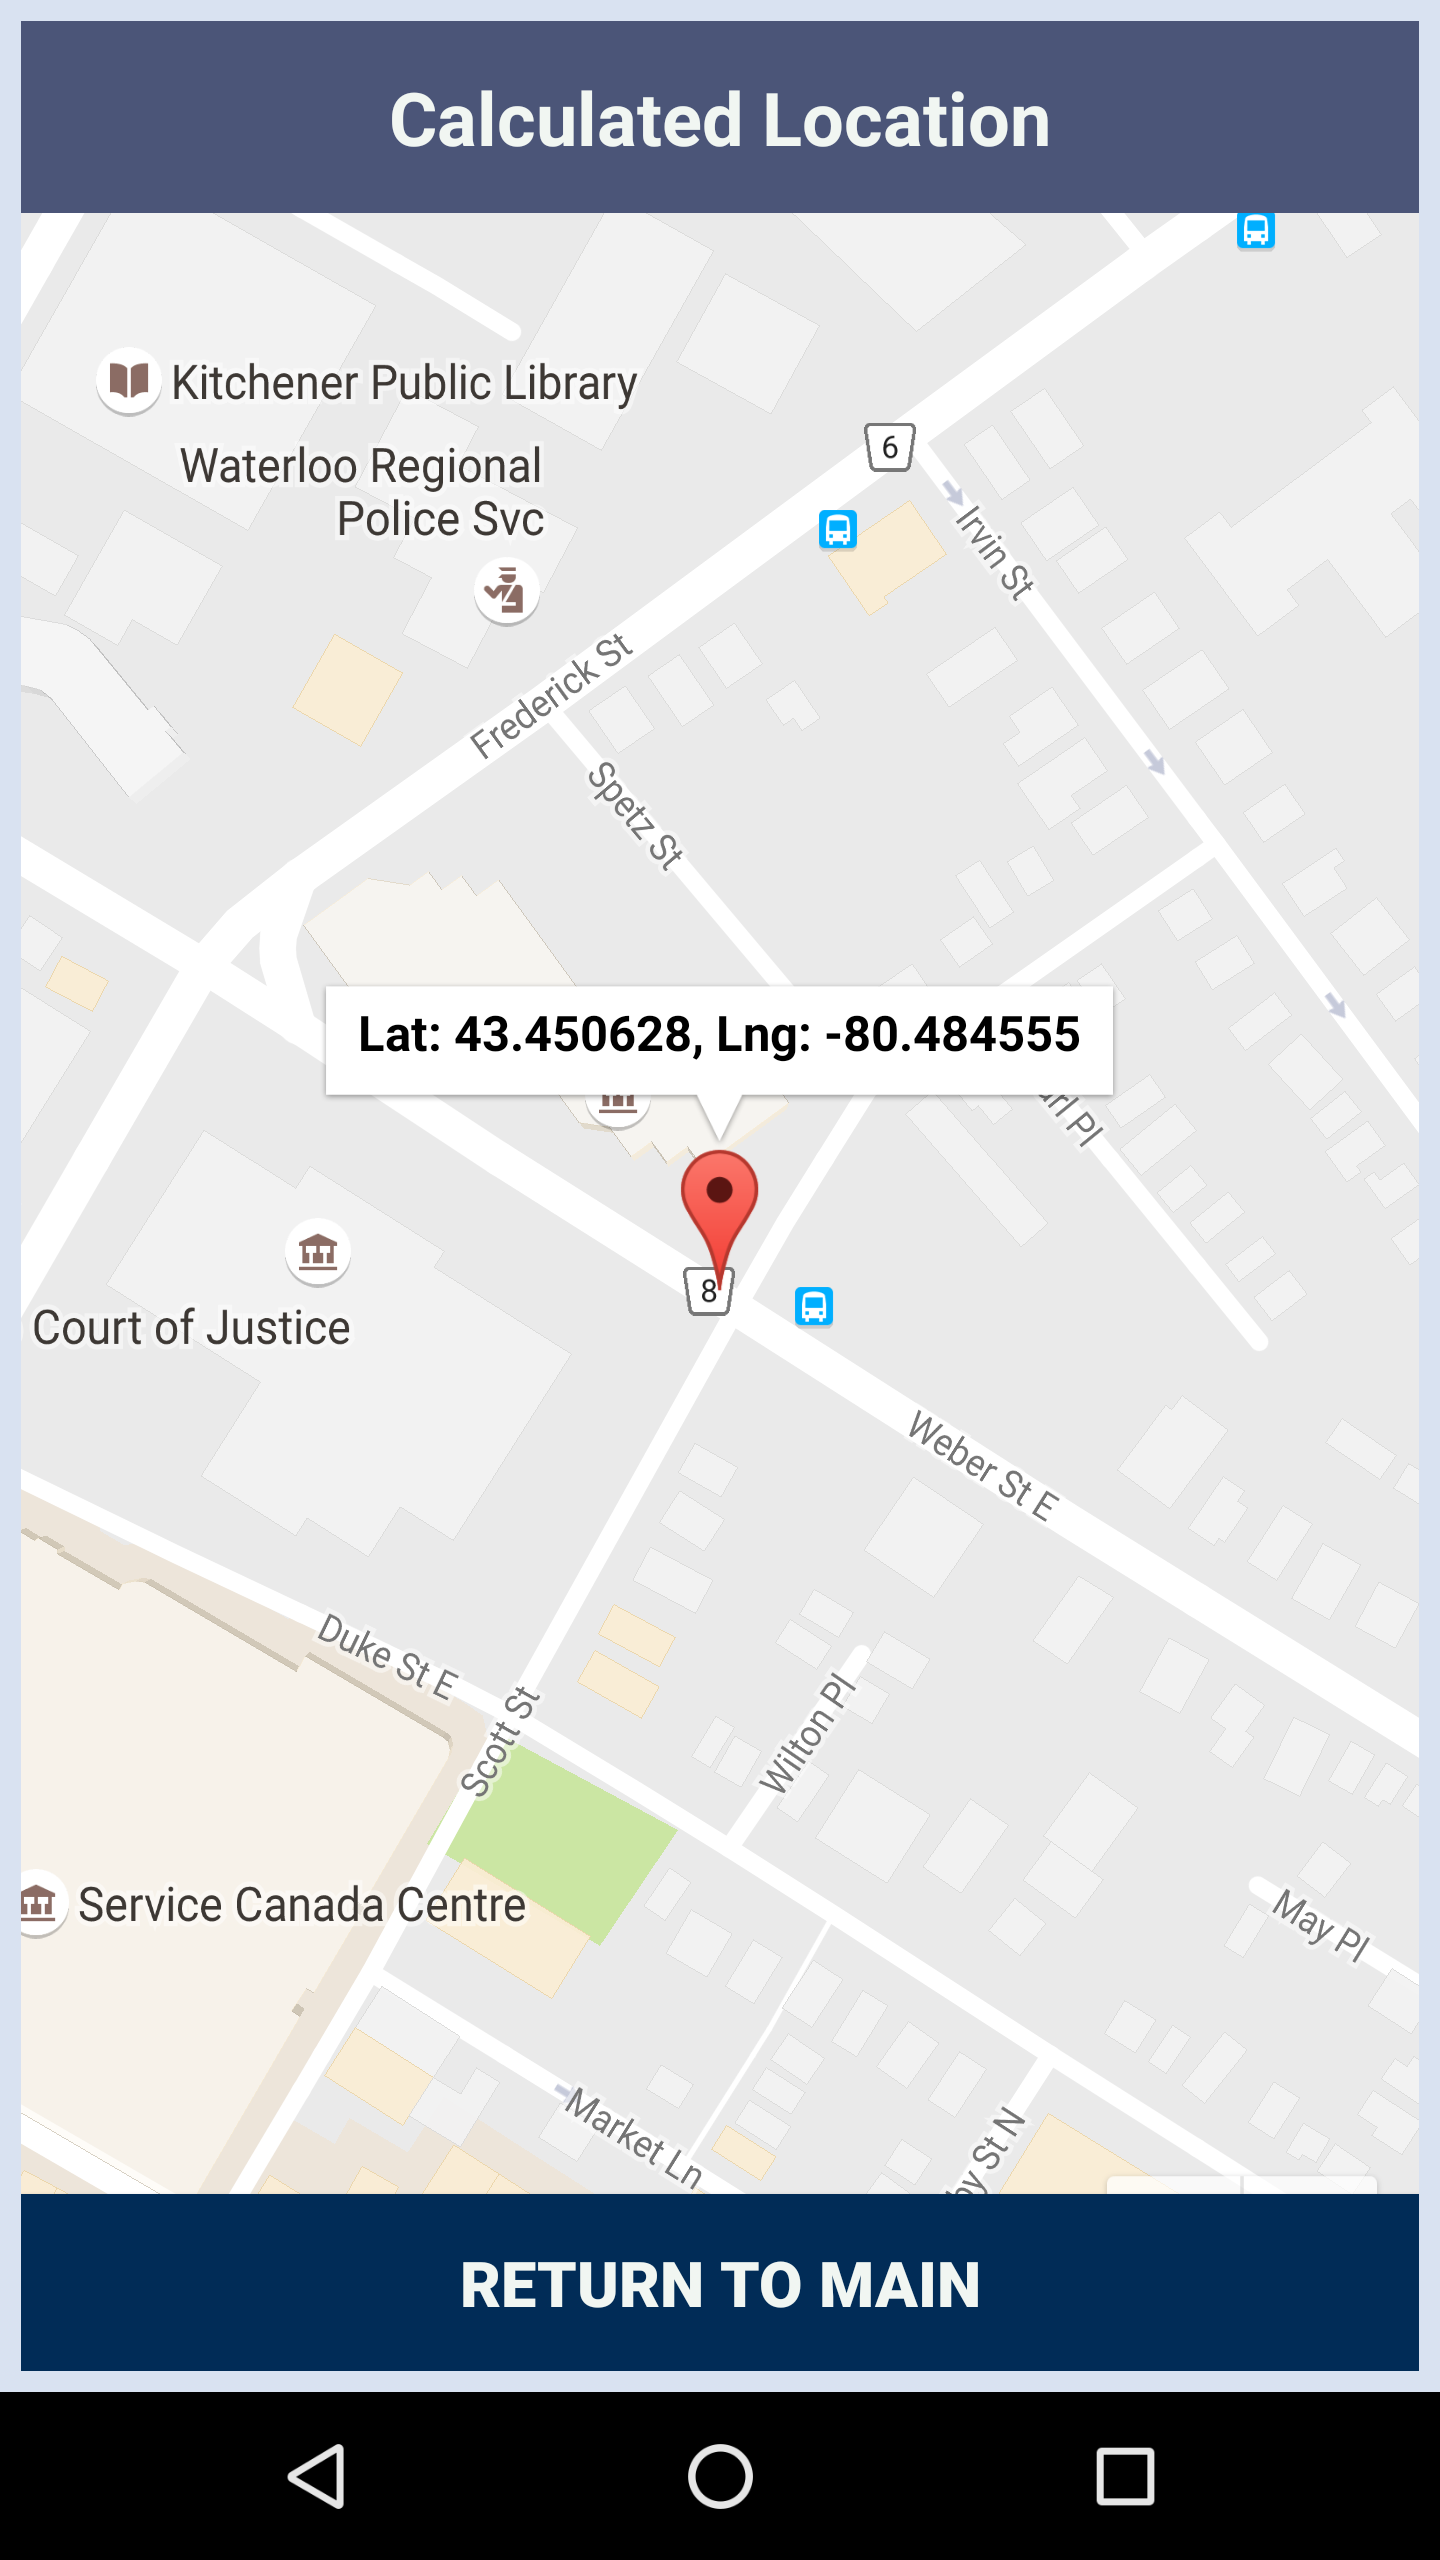 Calculated Location
Kitchener Public Library
Waterloo Regional
Police Svc
6
Irvin St
Frederick St
Spetz St
Lat: 43.450628, Lng: -80.484555
Pl
8
Court of Justice
Weber St E
Duke St E
Scott St
Wilton Pl
Service Canada Centre
May Pl
Market Ln
St N
RETURN TO MAIN